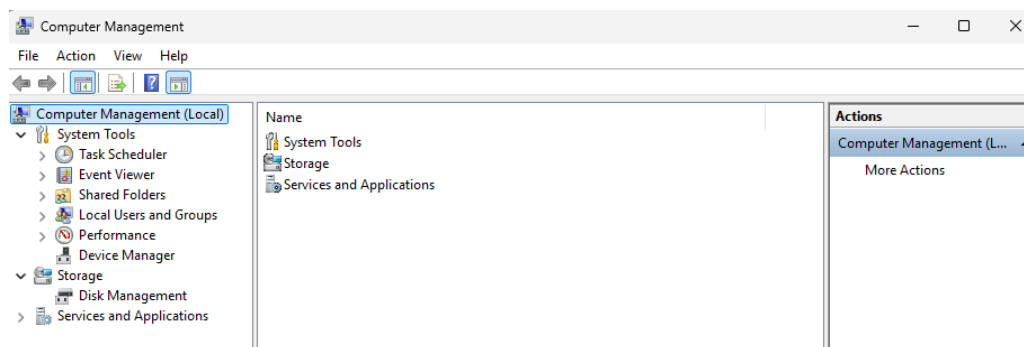 Computer Management
File Action View Help
Computer Management (Local)
System Tools
Task Scheduler
Event Viewer
Shared Folders
Local Users and Groups
Performance
Device Manager
Storage
Disk Management
Services and Applications
Name
System Tools
Storage
Services and Applications
Actions
Computer Management (L...
More Actions